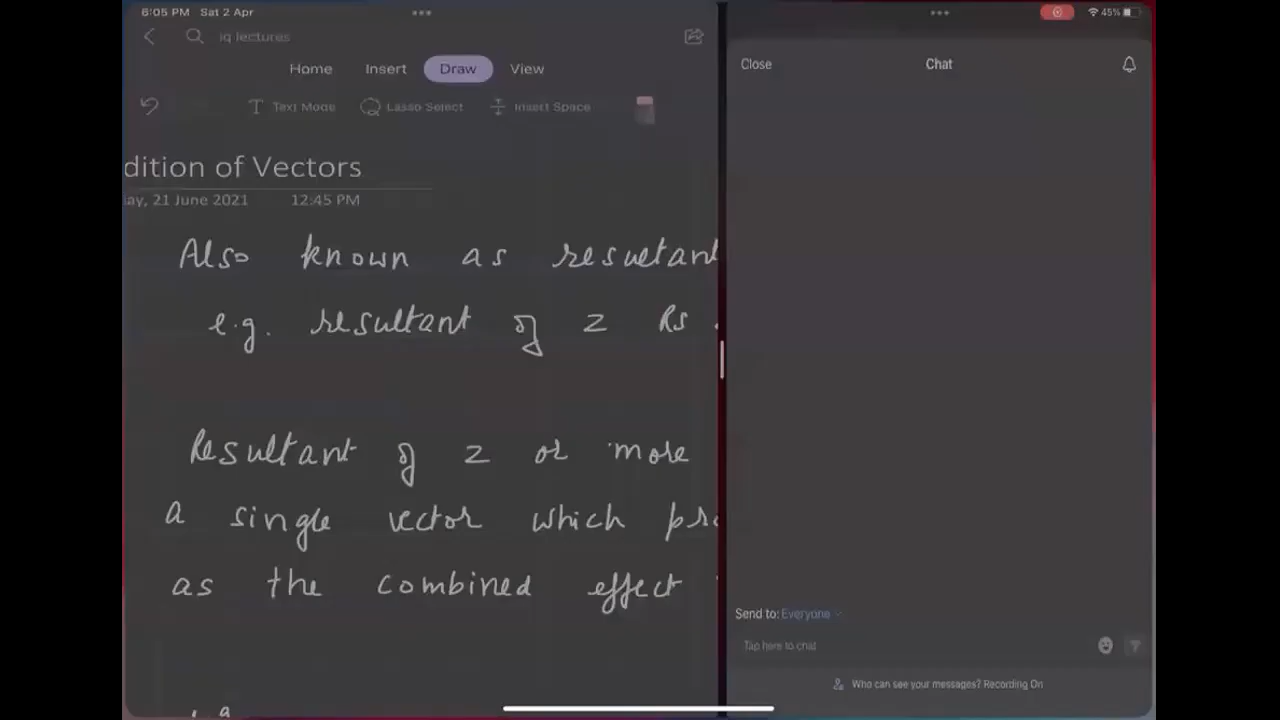 6:05 PM Sat 2 Apr
45%
iq lectures
Home Insert Draw View
Text Mode Lasso Select Insert Space
dition of Vectors
ay, 21 June 2021 12:45 PM
Also known as resultant
e.g. resultant of 2 Rs
Resultant of 2 or more
a single vector which pro
as the combined effect
Close Chat
Send to: Everyone
Tap here to chat
Who can see your messages? Recording On